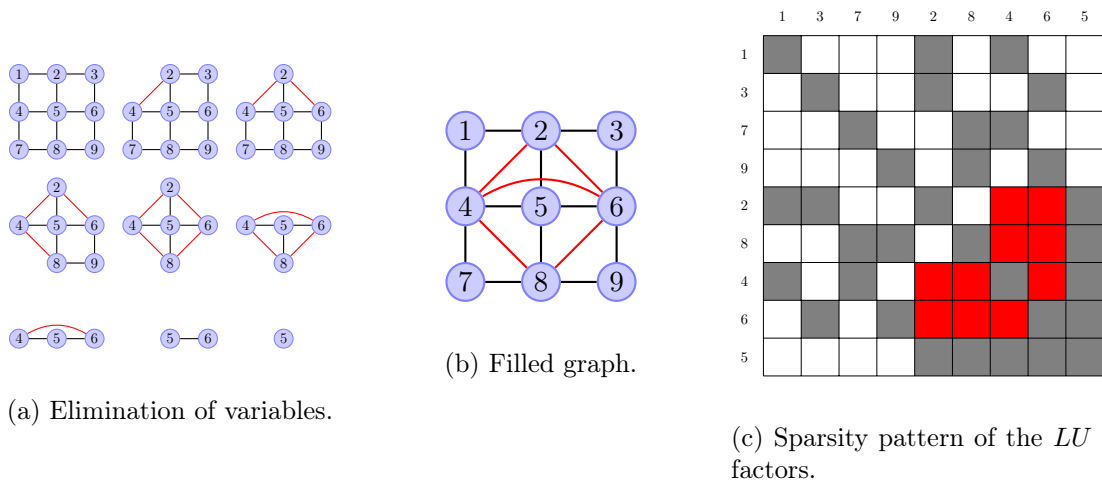 1 2 3 2 3 2
4 5 6 4 5 6 4 5 6
7 8 9 7 8 9 7 8 9
2 2
4 5 6 4 5 6 4 5 6
8 9 8 8
4 5 6 5 6 5
(a) Elimination of variables.
1 2 3
4 5 6
7 8 9
(b) Filled graph.
1 3 7 9 2 8 4 6 5
1
3
7
9
2
8
4
6
5
(c) Sparsity pattern of the LU
factors.